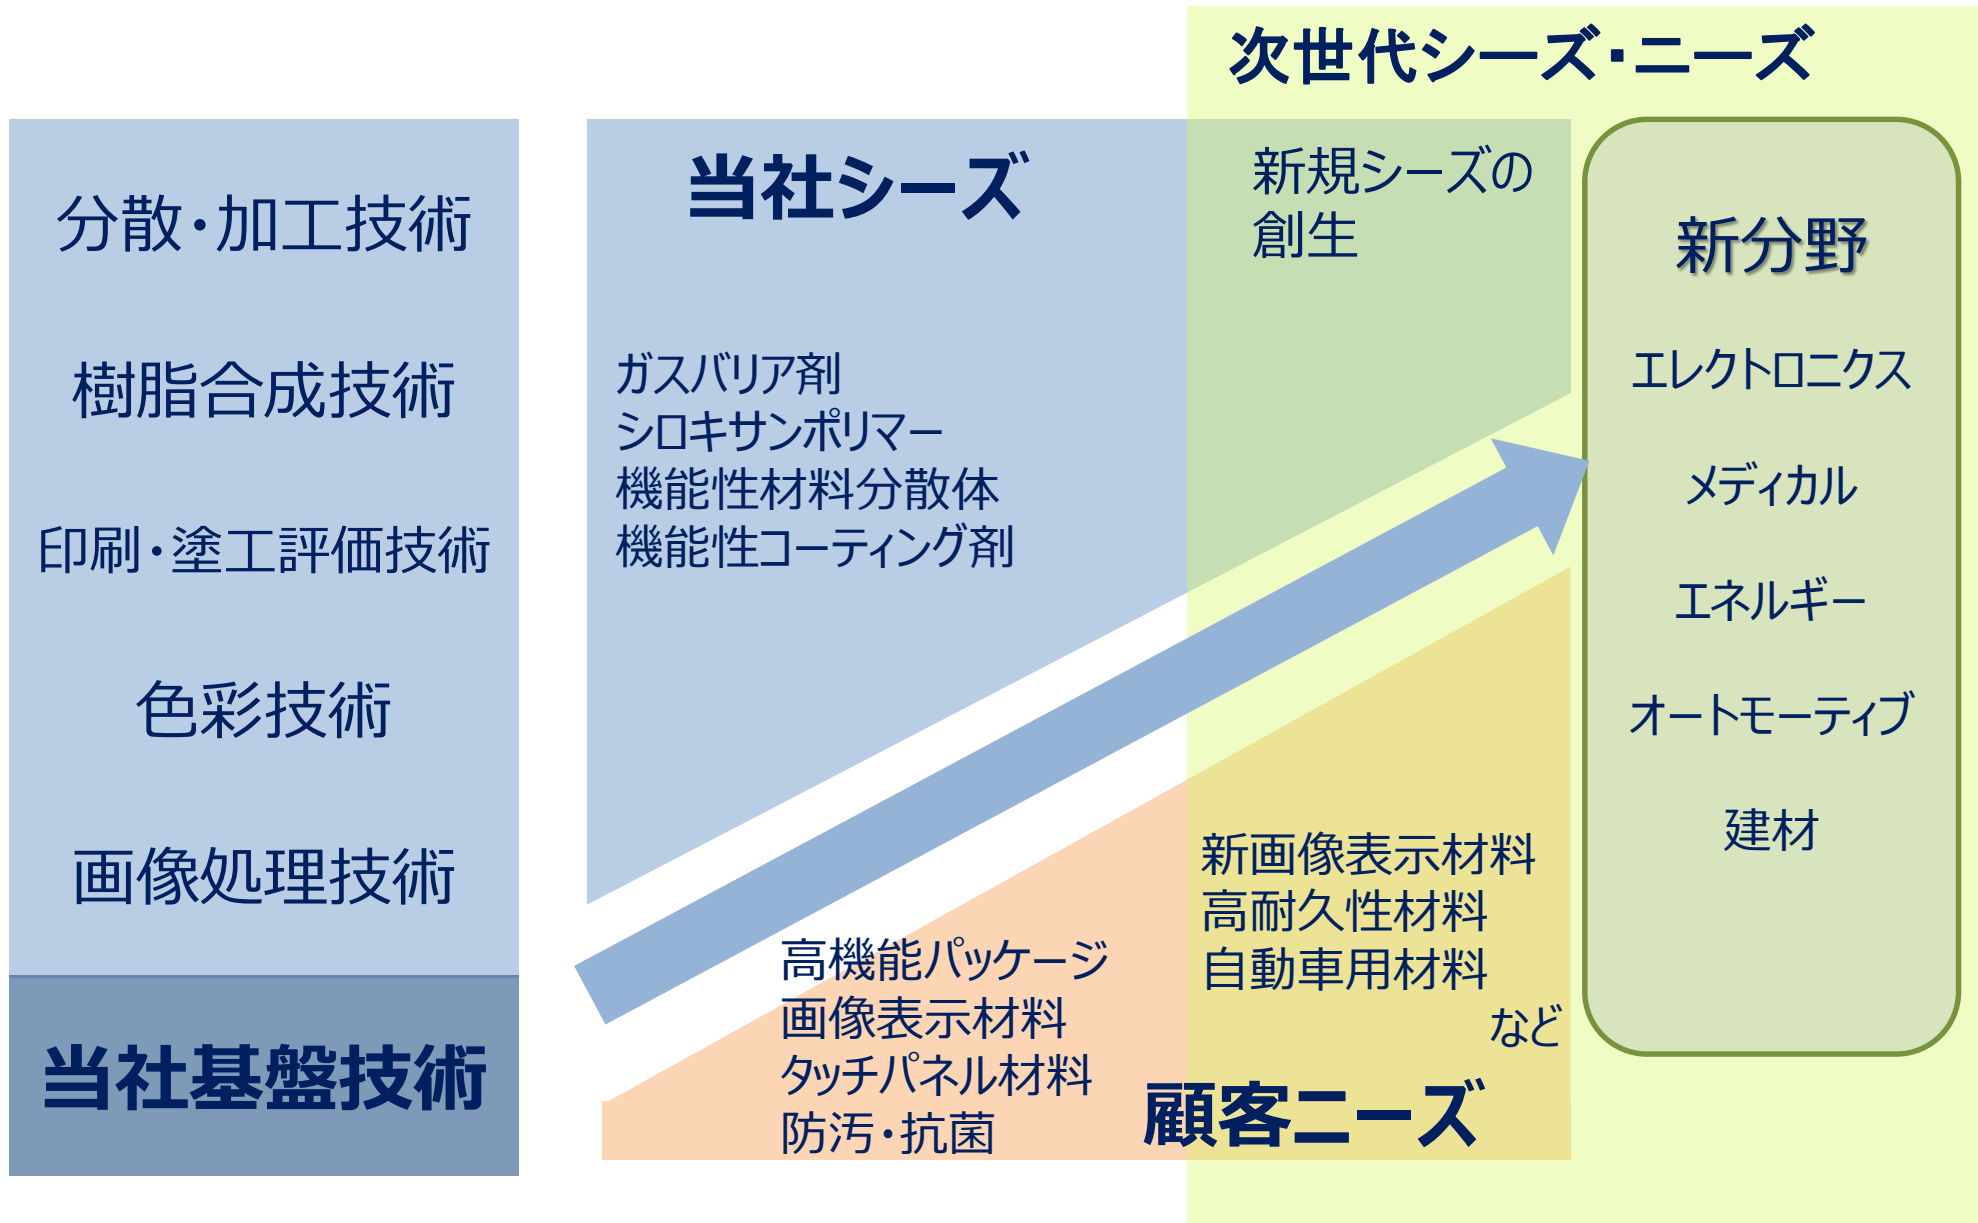 次世代シーズ・ニーズ
分散・加工技術
樹脂合成技術
印刷・塗工評価技術
色彩技術
画像処理技術
当社基盤技術
当社シーズ
ガスバリア剤
シロキサンポリマー
機能性材料分散体
機能性コーティング剤
新規シーズの
創生
高機能パッケージ
画像表示材料
タッチパネル材料
防汚・抗菌
新画像表示材料
高耐久性材料
自動車用材料
など
顧客ニーズ
新分野
エレクトロニクス
メディカル
エネルギー
オートモーティブ
建材